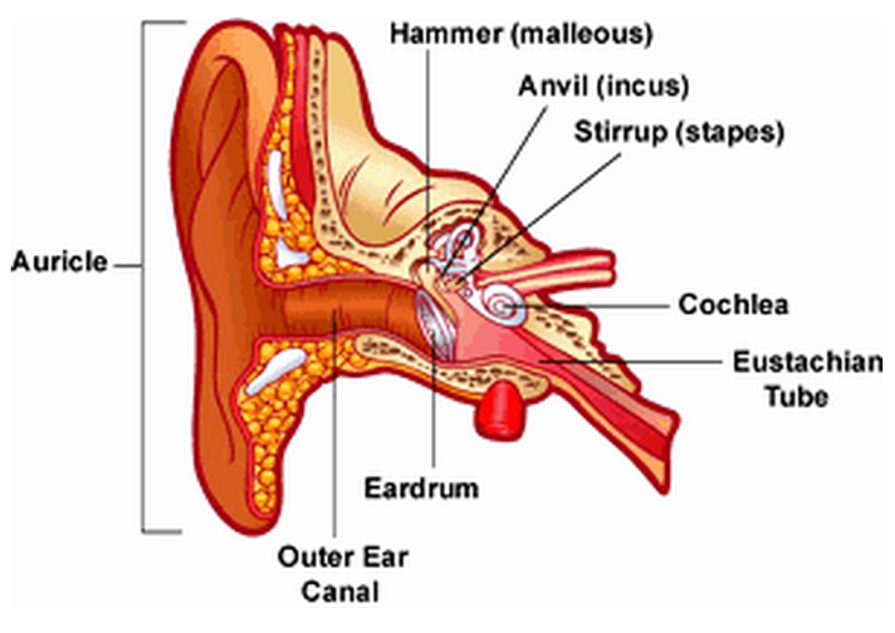 Hammer (malleous)
Anvil (incus)
Stirrup (stapes)
Auricle
Cochlea
Eustachian
Tube
Eardrum
Outer Ear
Canal